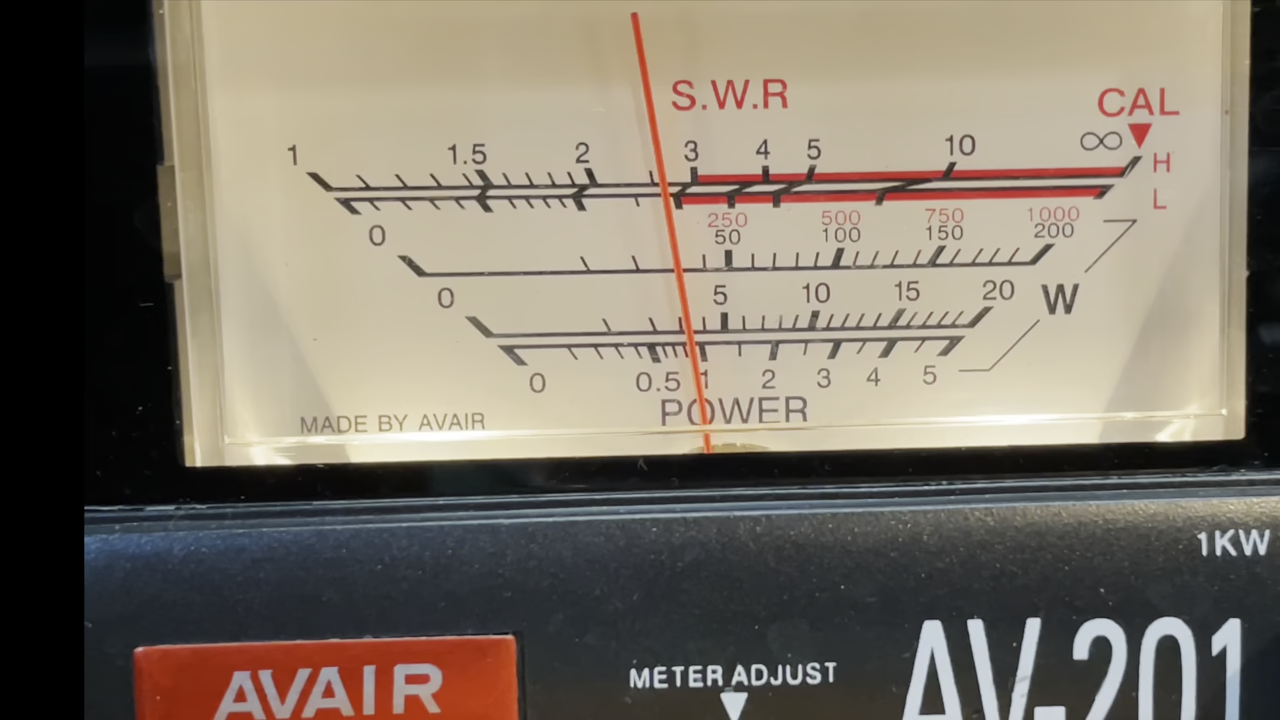 S.W.R
CAL
1 1.5 2 3 4 5 10 ∞ H
L
250 500 750 1000
0 50 100 150 200
0 5 10 15 20 W
0 0.5 1 2 3 4 5
POWER
MADE BY AVAIR
1KW
AVAIR
METER ADJUST
AV-201